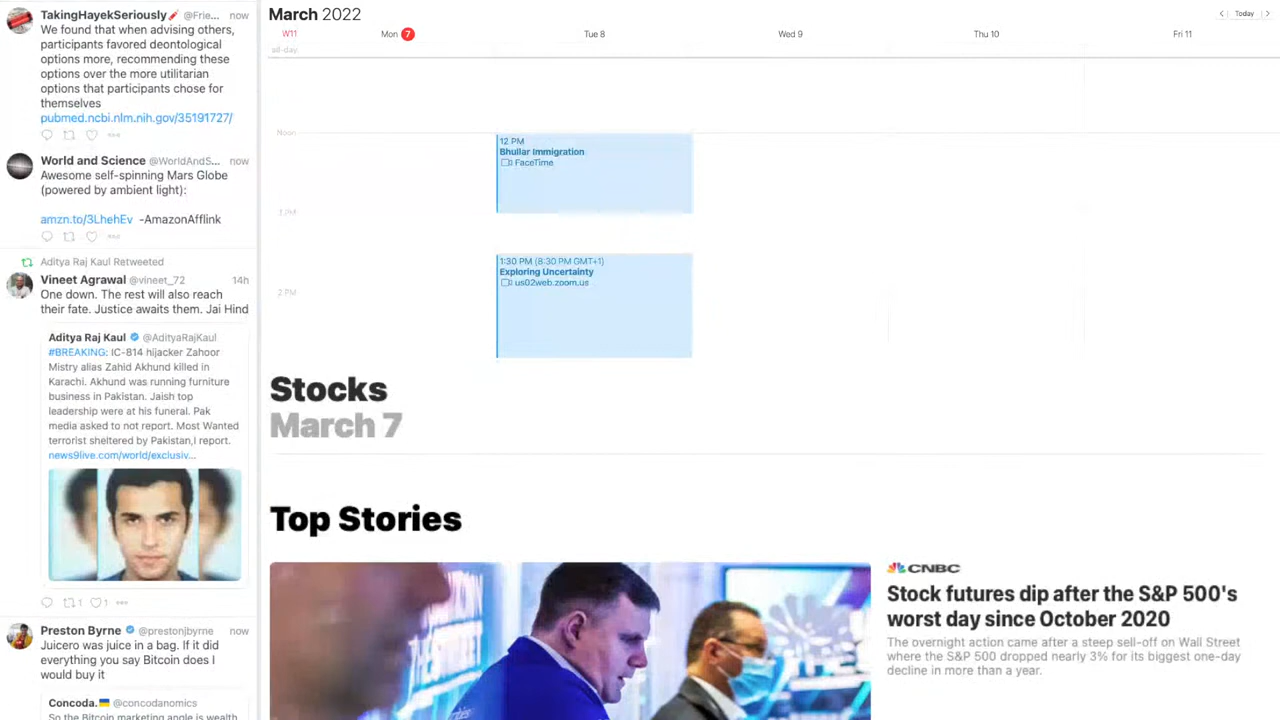 TakingHayekSeriously @Frie... now
We found that when advising others,
participants favored deontological
options more, recommending these
options over the more utilitarian
options that participants chose for
themselves
pubmed.ncbi.nlm.nih.gov/35191727/
World and Science @WorldAndS... now
Awesome self-spinning Mars Globe
(powered by ambient light):
amzn.to/3LhehEv -AmazonAfflink
Aditya Raj Kaul Retweeted
Vineet Agrawal @vineet_72 14h
One down. The rest will also reach
their fate. Justice awaits them. Jai Hind
Aditya Raj Kaul @AdityaRajKaul
#BREAKING: IC-814 hijacker Zahoor
Mistry alias Zahid Akhund killed in
Karachi. Akhund was running furniture
business in Pakistan. Jaish top
leadership were at his funeral. Pak
media asked to not report. Most Wanted
terrorist sheltered by Pakistan,I report.
news9live.com/world/exclusiv...
1 1
Preston Byrne @prestonjbyrne now
Juicero was juice in a bag. If it did
everything you say Bitcoin does I
would buy it
Concoda. @concodanomics
So the Bitcoin marketing angle is wealth
March 2022
Today
W11 Mon 7 Tue 8 Wed 9 Thu 10 Fri 11
all-day
Noon
12 PM
Bhullar Immigration
FaceTime
1 PM
1:30 PM (8:30 PM GMT+1)
Exploring Uncertainty
us02web.zoom.us
2 PM
Stocks
March 7
Top Stories
CNBC
Stock futures dip after the S&P 500's
worst day since October 2020
The overnight action came after a steep sell-off on Wall Street
where the S&P 500 dropped nearly 3% for its biggest one-day
decline in more than a year.